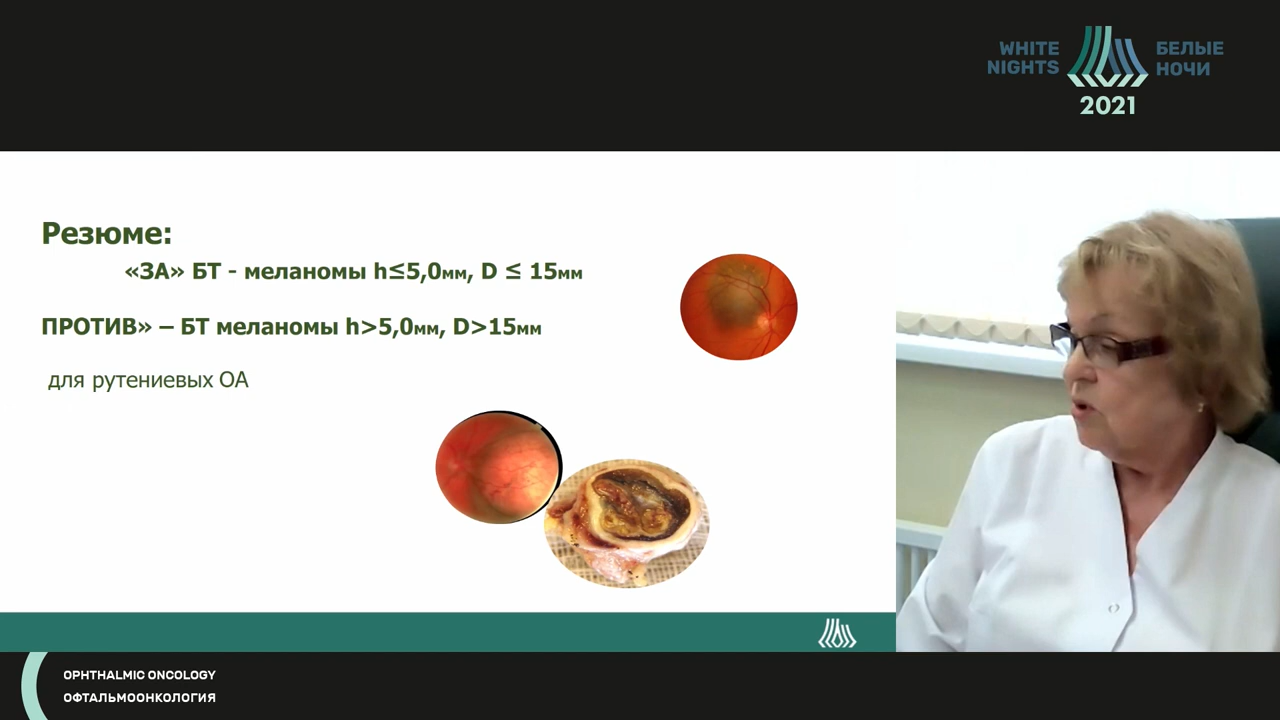 WHITE
NIGHTS
БЕЛЫЕ
НОЧИ
2021
Резюме:
«ЗА» БТ - меланомы h≤5,0мм, D ≤ 15мм
ПРОТИВ» – БТ меланомы h>5,0мм, D>15мм
для рутениевых ОА
OPHTHALMIC ONCOLOGY
ОФТАЛЬМООНКОЛОГИЯ